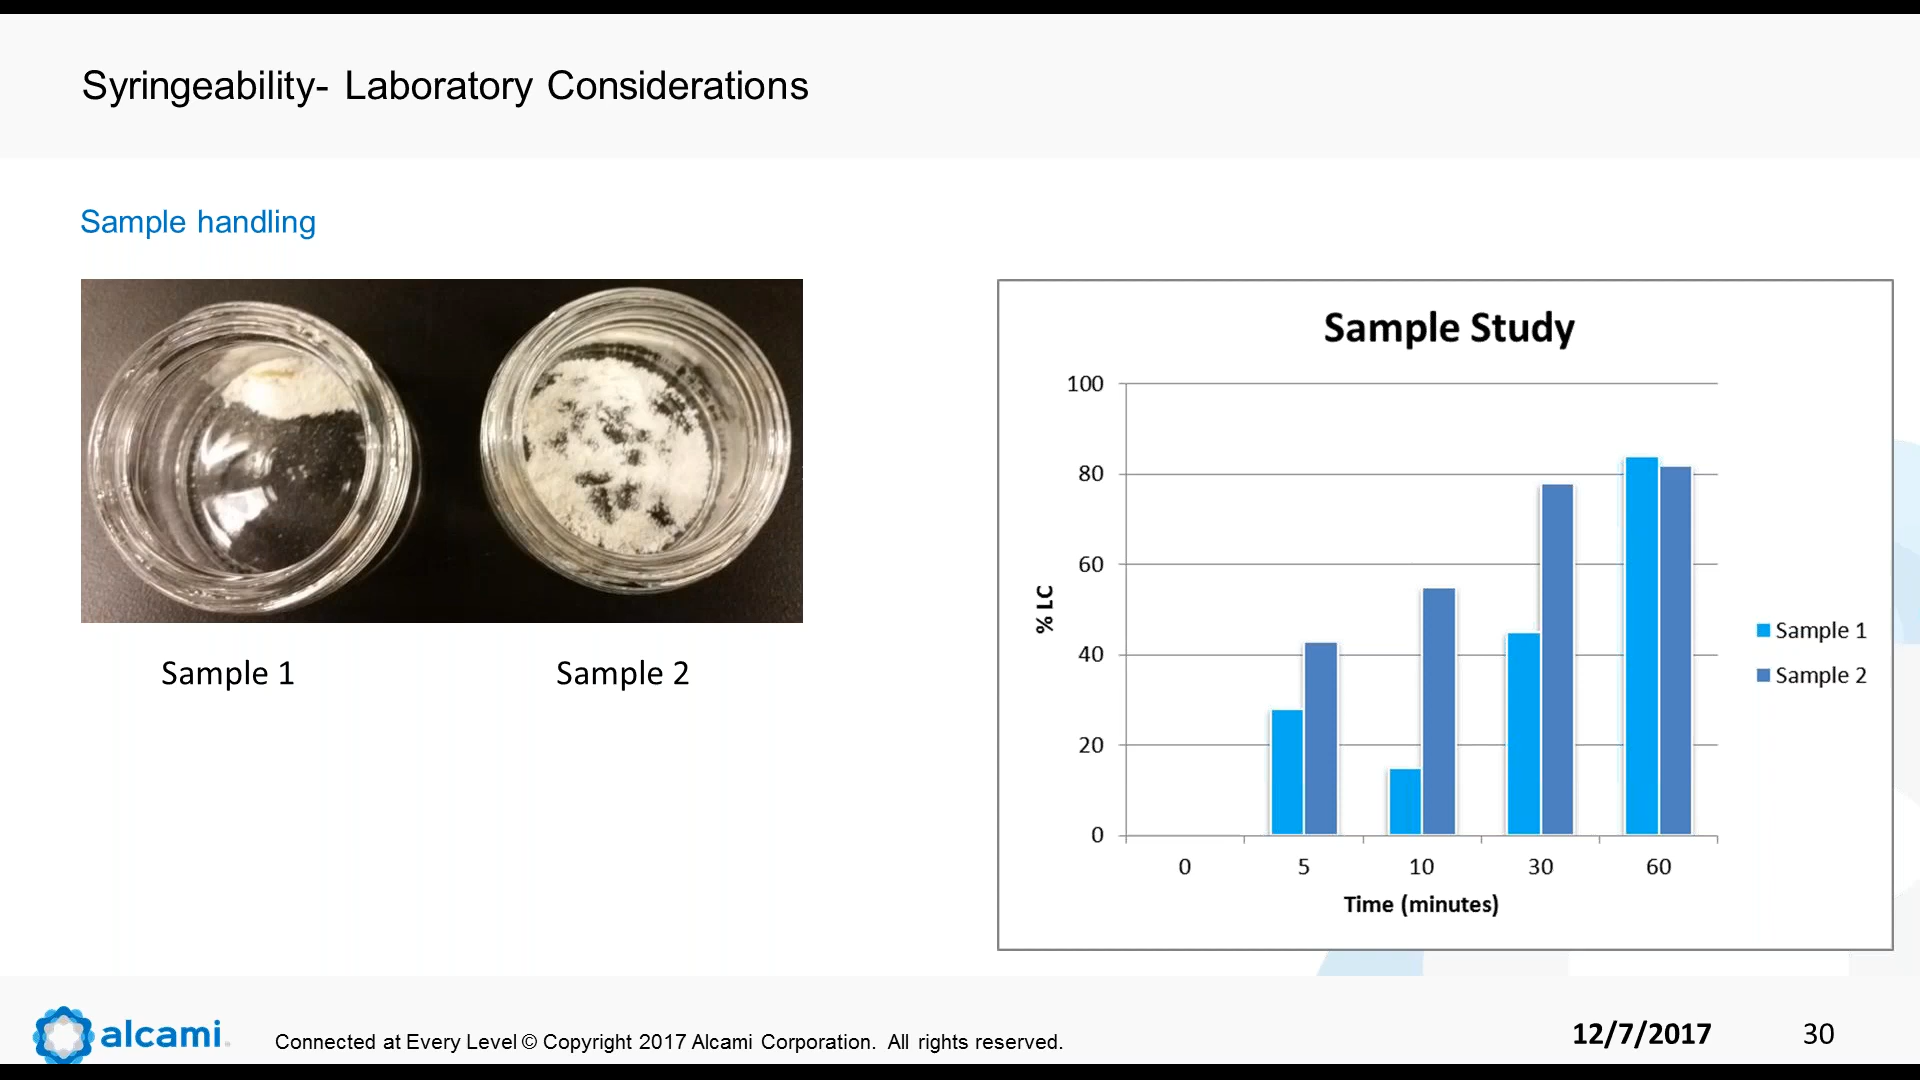 Syringeability- Laboratory Considerations
Sample handling
Sample 1
Sample 2
Sample Study
100
80
60
40
20
0
% LC
0 5 10 30 60
Time (minutes)
Sample 1
Sample 2
alcami
Connected at Every Level © Copyright 2017 Alcami Corporation. All rights reserved.
12/7/2017
30